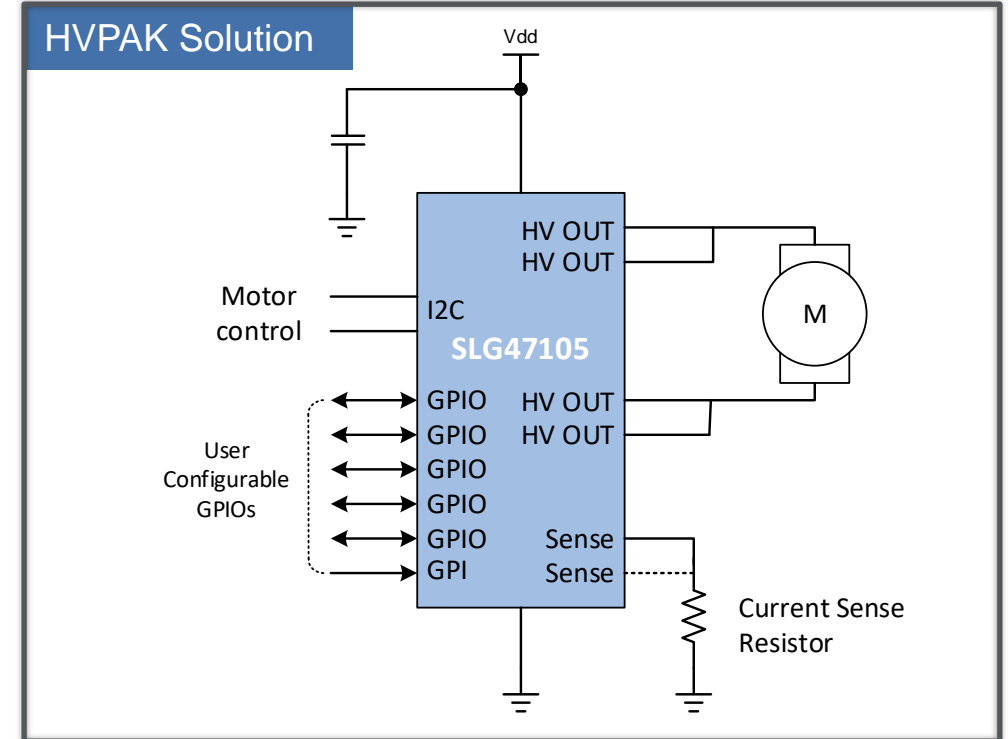 HVPAK Solution
Vdd
HV OUT
HV OUT
Motor
control
I2C
SLG47105
M
GPIO
GPIO
GPIO
GPIO
GPIO
GPI
HV OUT
HV OUT
User
Configurable
GPIOs
Sense
Sense
Current Sense
Resistor